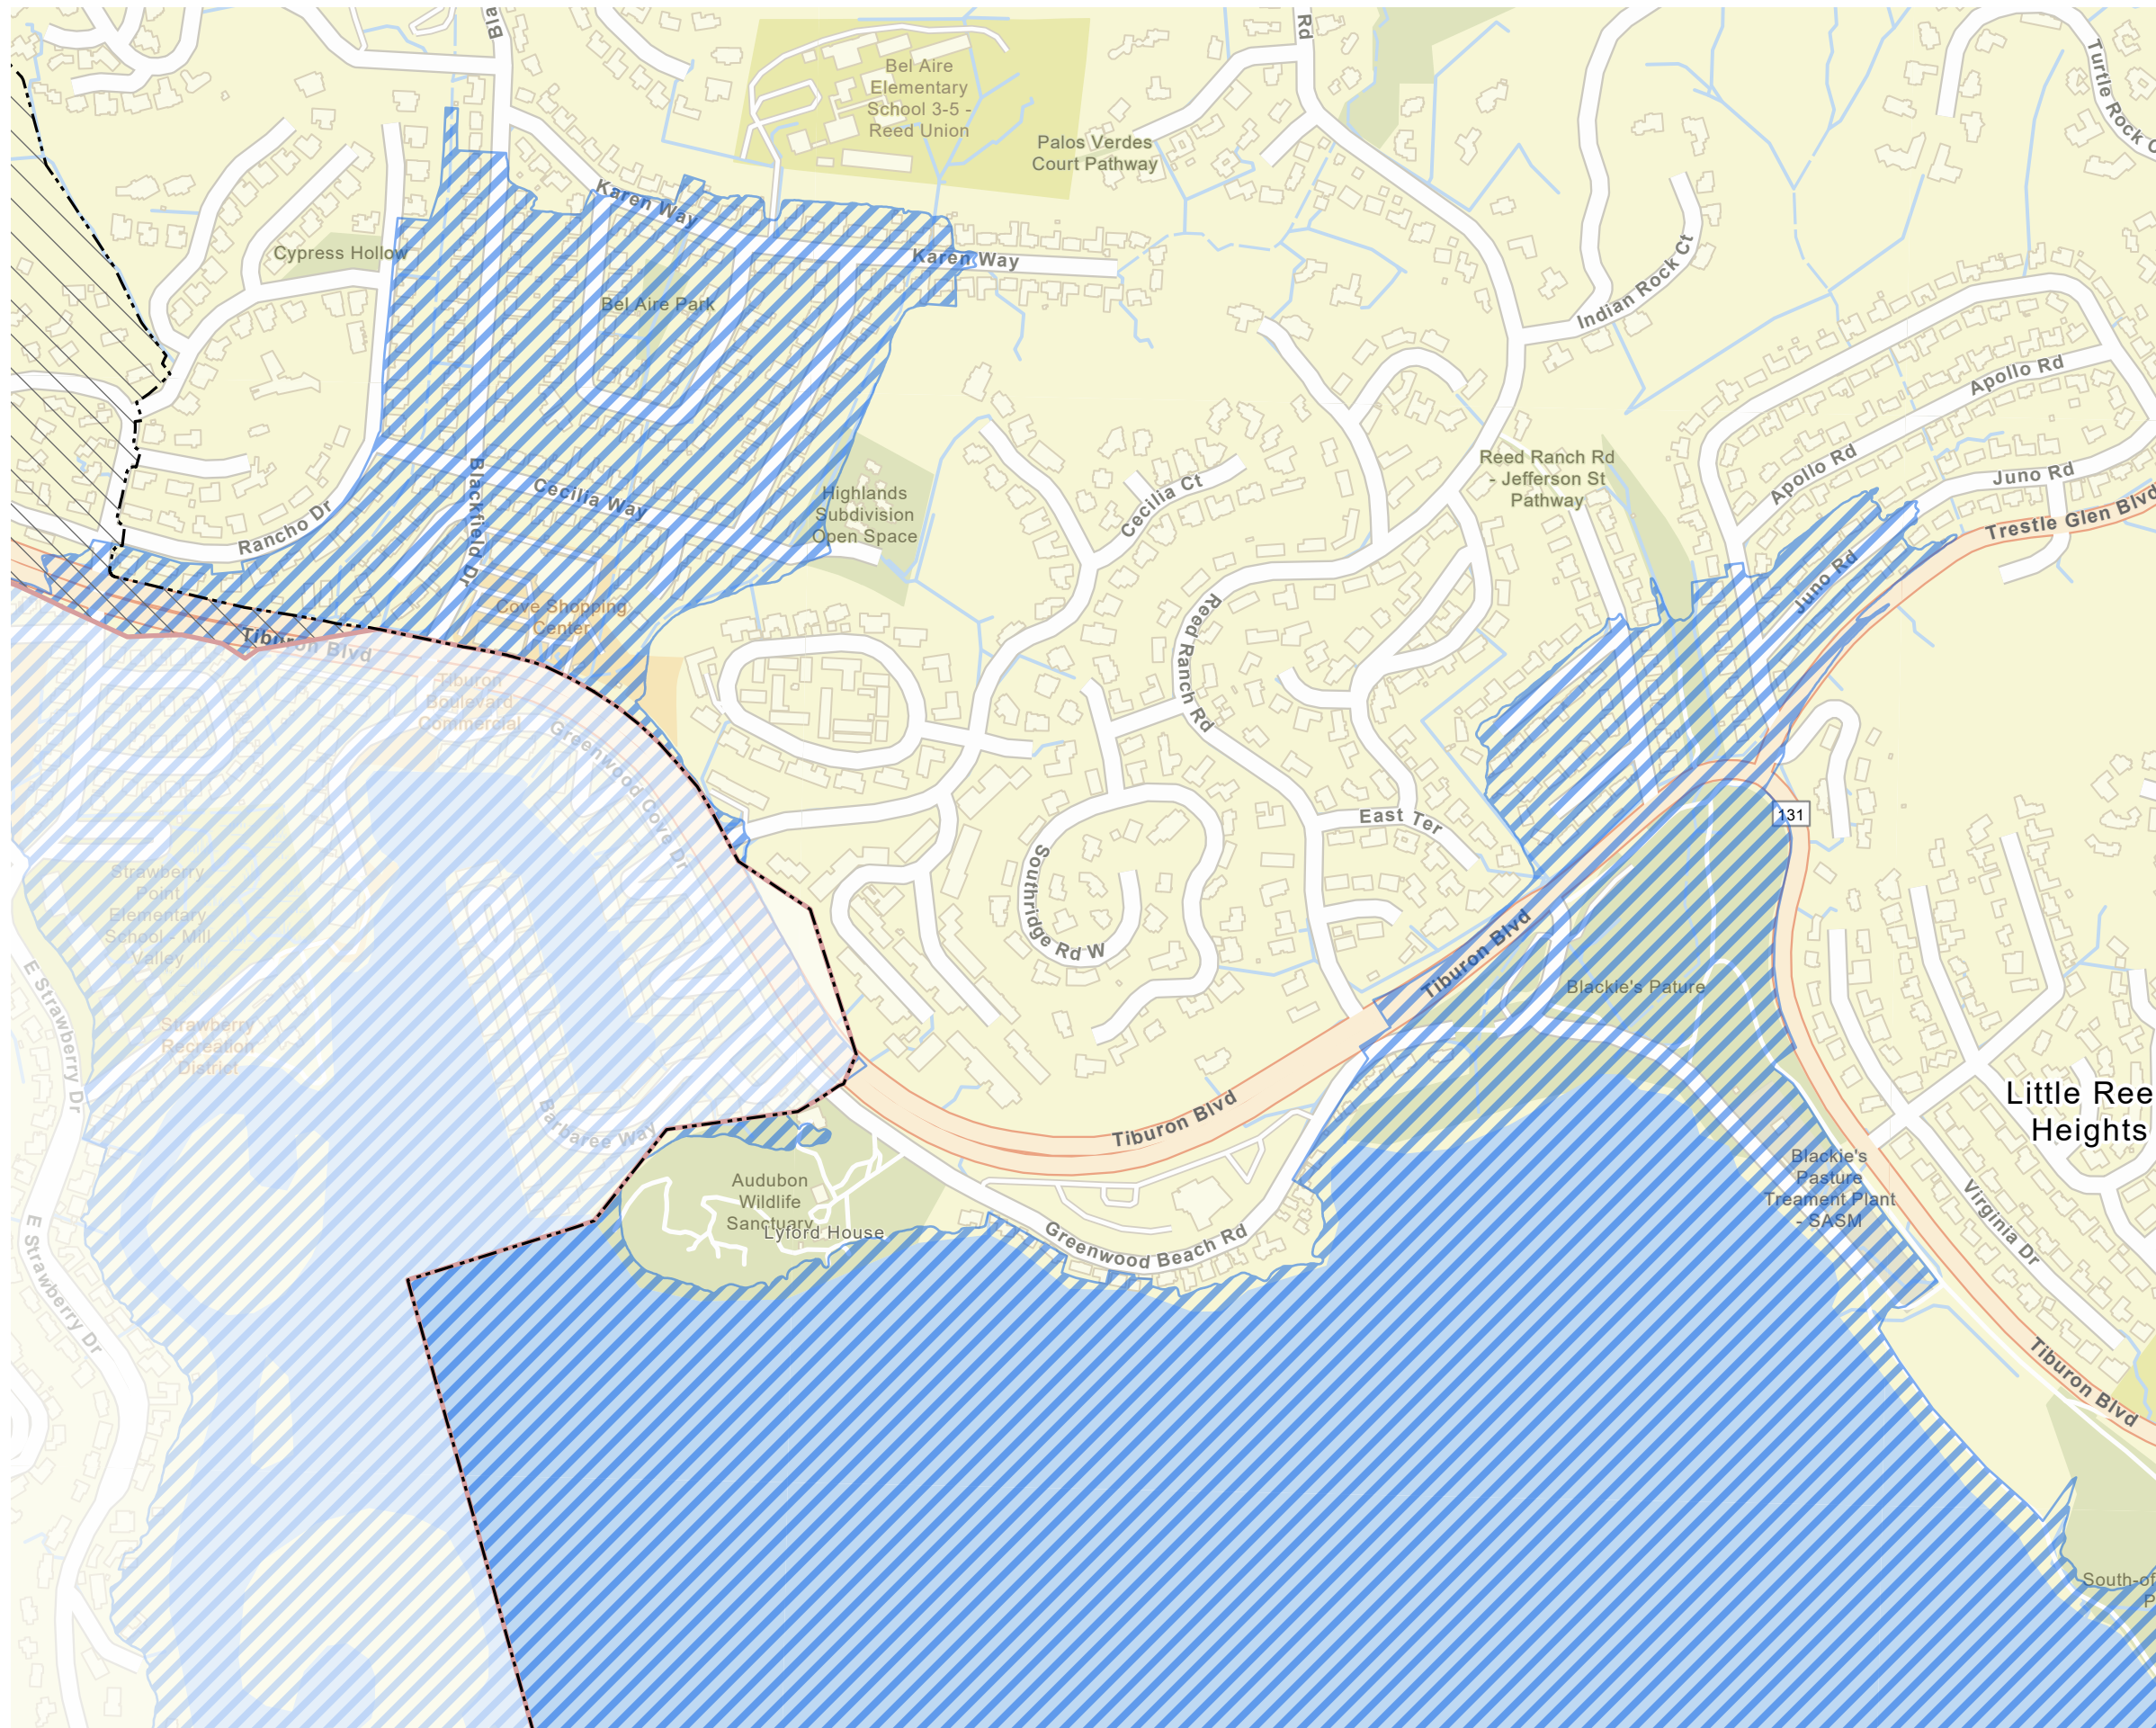 Bla
Rd
Bel Aire
Elementary
School 3-5 -
Reed Union
Turtle Rock C
Palos Verdes
Court Pathway
Karen Way
Cypress Hollow
Karen Way
Indian Rock Ct
Bel Aire Park
Apollo Rd
Reed Ranch Rd
- Jefferson St
Pathway
Apollo Rd
Juno Rd
Blackfield Dr
Cecilia Way
Highlands
Subdivision
Open Space
Cecilia Ct
Trestle Glen Blvd
Rancho Dr
Juno Rd
Cove Shopping
Center
Reed Ranch Rd
Tiburon Blvd
Tiburon
Boulevard
Commercial
Greenwood Cove Dr
131
East Ter
Strawberry
Point
Elementary
School - Mill
Valley
Southridge Rd W
Tiburon Blvd
E Strawberry Dr
Blackie's Pature
Strawberry
Recreation
District
Little Ree
Heights
Barbaree Way
Tiburon Blvd
Audubon
Wildlife
Sanctuary
Lyford House
Blackie's
Pasture
Treament Plant
- SASM
Virginia Dr
Greenwood Beach Rd
E Strawberry Dr
Tiburon Blvd
South-of
P